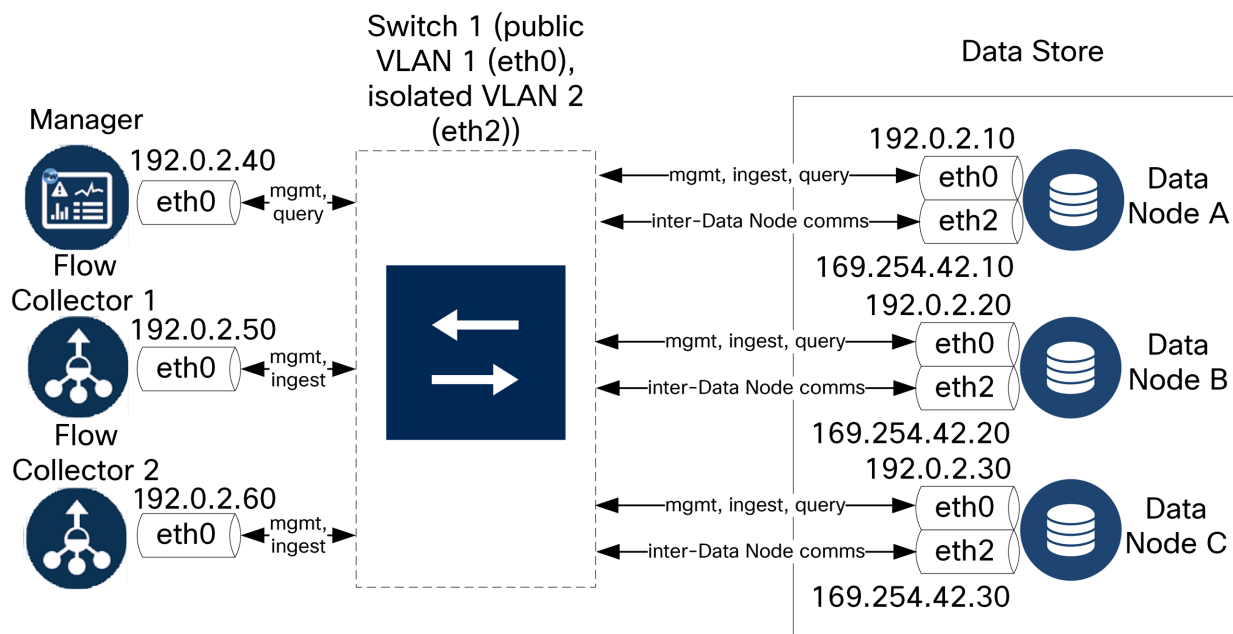 Switch 1 (public
VLAN 1 (eth0),
isolated VLAN 2
(eth2))
Data Store
Manager
192.0.2.40
eth0
mgmt,
query
Flow
Collector 1
192.0.2.50
eth0
mgmt,
ingest
Flow
Collector 2
192.0.2.60
eth0
mgmt,
ingest
192.0.2.10
mgmt, ingest, query
eth0
inter-Data Node comms
eth2
169.254.42.10
Data
Node A
192.0.2.20
mgmt, ingest, query
eth0
inter-Data Node comms
eth2
169.254.42.20
Data
Node B
192.0.2.30
mgmt, ingest, query
eth0
inter-Data Node comms
eth2
169.254.42.30
Data
Node C